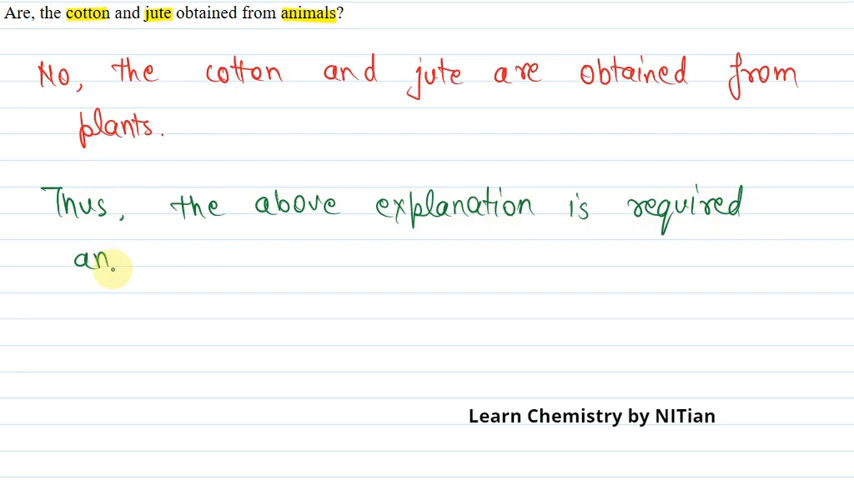 Are, the cotton and jute obtained from animals?
No, the cotton and jute are obtained from
plants.
Thus, the above explanation is required
an
Learn Chemistry by NITian